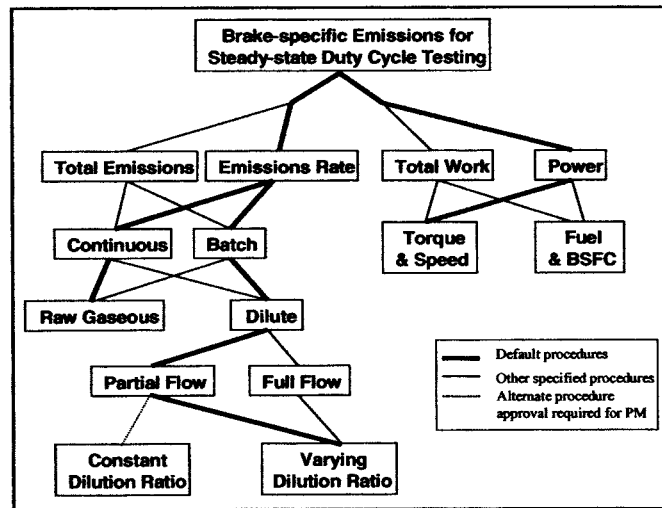 Brake-specific Emissions for
Steady-state Duty Cycle Testing
Total Emissions
Emissions Rate
Total Work
Power
Continuous
Batch
Torque
& Speed
Fuel
& BSFC
Raw Gaseous
Dilute
Partial Flow
Full Flow
Default procedures
Other specified procedures
Alternate procedure
approval required for PM
Constant
Dilution Ratio
Varying
Dilution Ratio